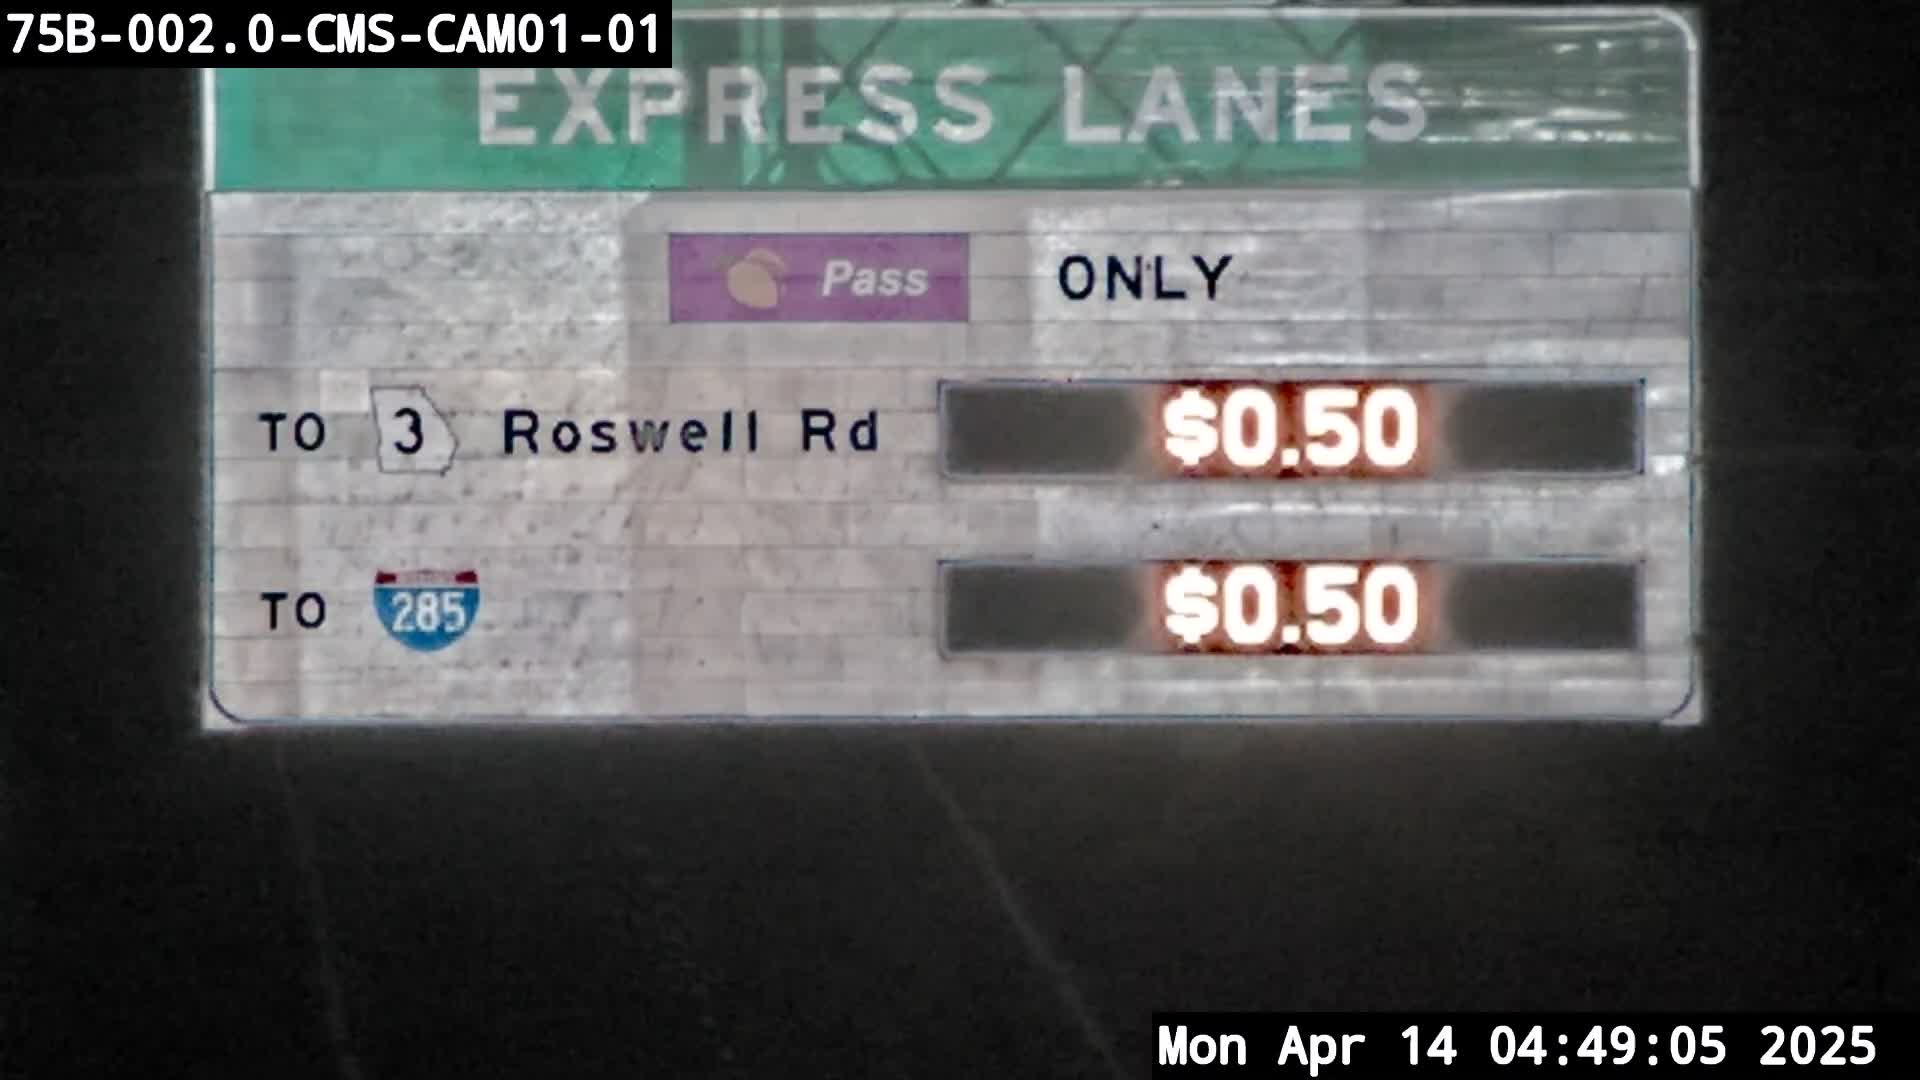 75B-002.0-CMS-CAM01-01
EXPRESS LANES
Pass ONLY
TO 3 Roswell Rd $0.50
TO 285 $0.50
Mon Apr 14 04:49:05 2025